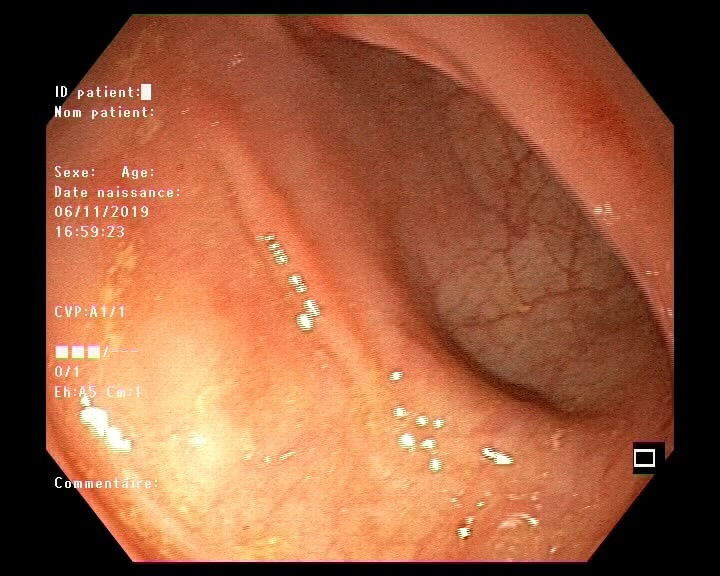 ID patient:
Nom patient:
Sexe: Age:
Date naissance:
06/11/2019
16:59:23
CVP:A1/1
/---
0/1
Eh:A5 Cm:1
Commentaire: